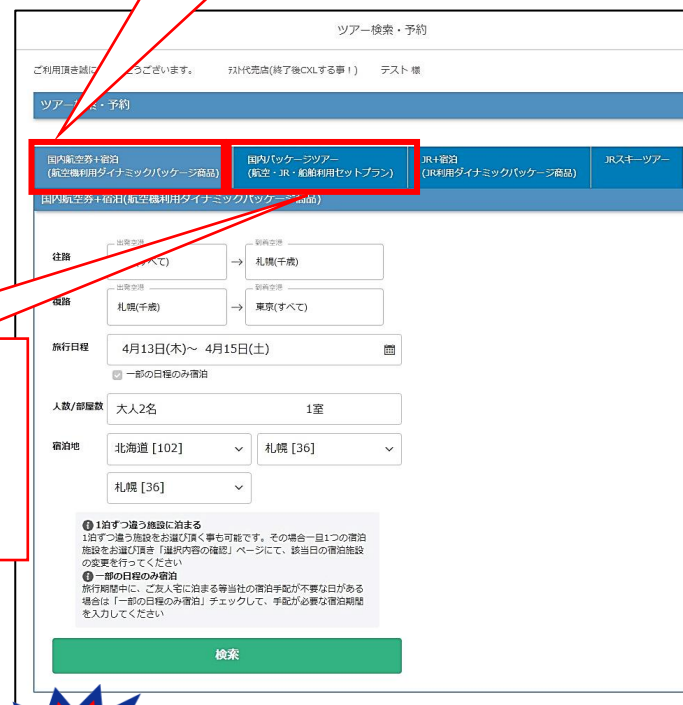 ツアー検索・予約
ご利用頂き誠に うございます。 ﾃｽﾄ代売店(終了後CXLする事！) テスト 様
ツアー ・予約
国内航空券+宿泊
(航空機利用ダイナミックパッケージ商品)
国内パッケージツアー
(航空・JR・船舶利用セットプラン)
JR+宿泊
(JR利用ダイナミックパッケージ商品)
JRスキーツアー
国内航空券+宿泊(航空機利用ダイナミックパッケージ商品)
往路
出発空港
すべて)
→
到着空港
札幌(千歳)
復路
出発空港
札幌(千歳)
→
到着空港
東京(すべて)
旅行日程
4月13日(木)～ 4月15日(土)
一部の日程のみ宿泊
人数/部屋数
大人2名 1室
宿泊地
北海道 [102]
札幌 [36]
札幌 [36]
1泊ずつ違う施設に泊まる
1泊ずつ違う施設をお選び頂く事も可能です。その場合一旦1つの宿泊
施設をお選び頂き「選択内容の確認」ページにて、該当日の宿泊施設
の変更を行ってください
一部の日程のみ宿泊
旅行期間中に、ご友人宅に泊まる等当社の宿泊手配が不要な日がある
場合は「一部の日程のみ宿泊」チェックして、手配が必要な宿泊期間
を入力してください
検索